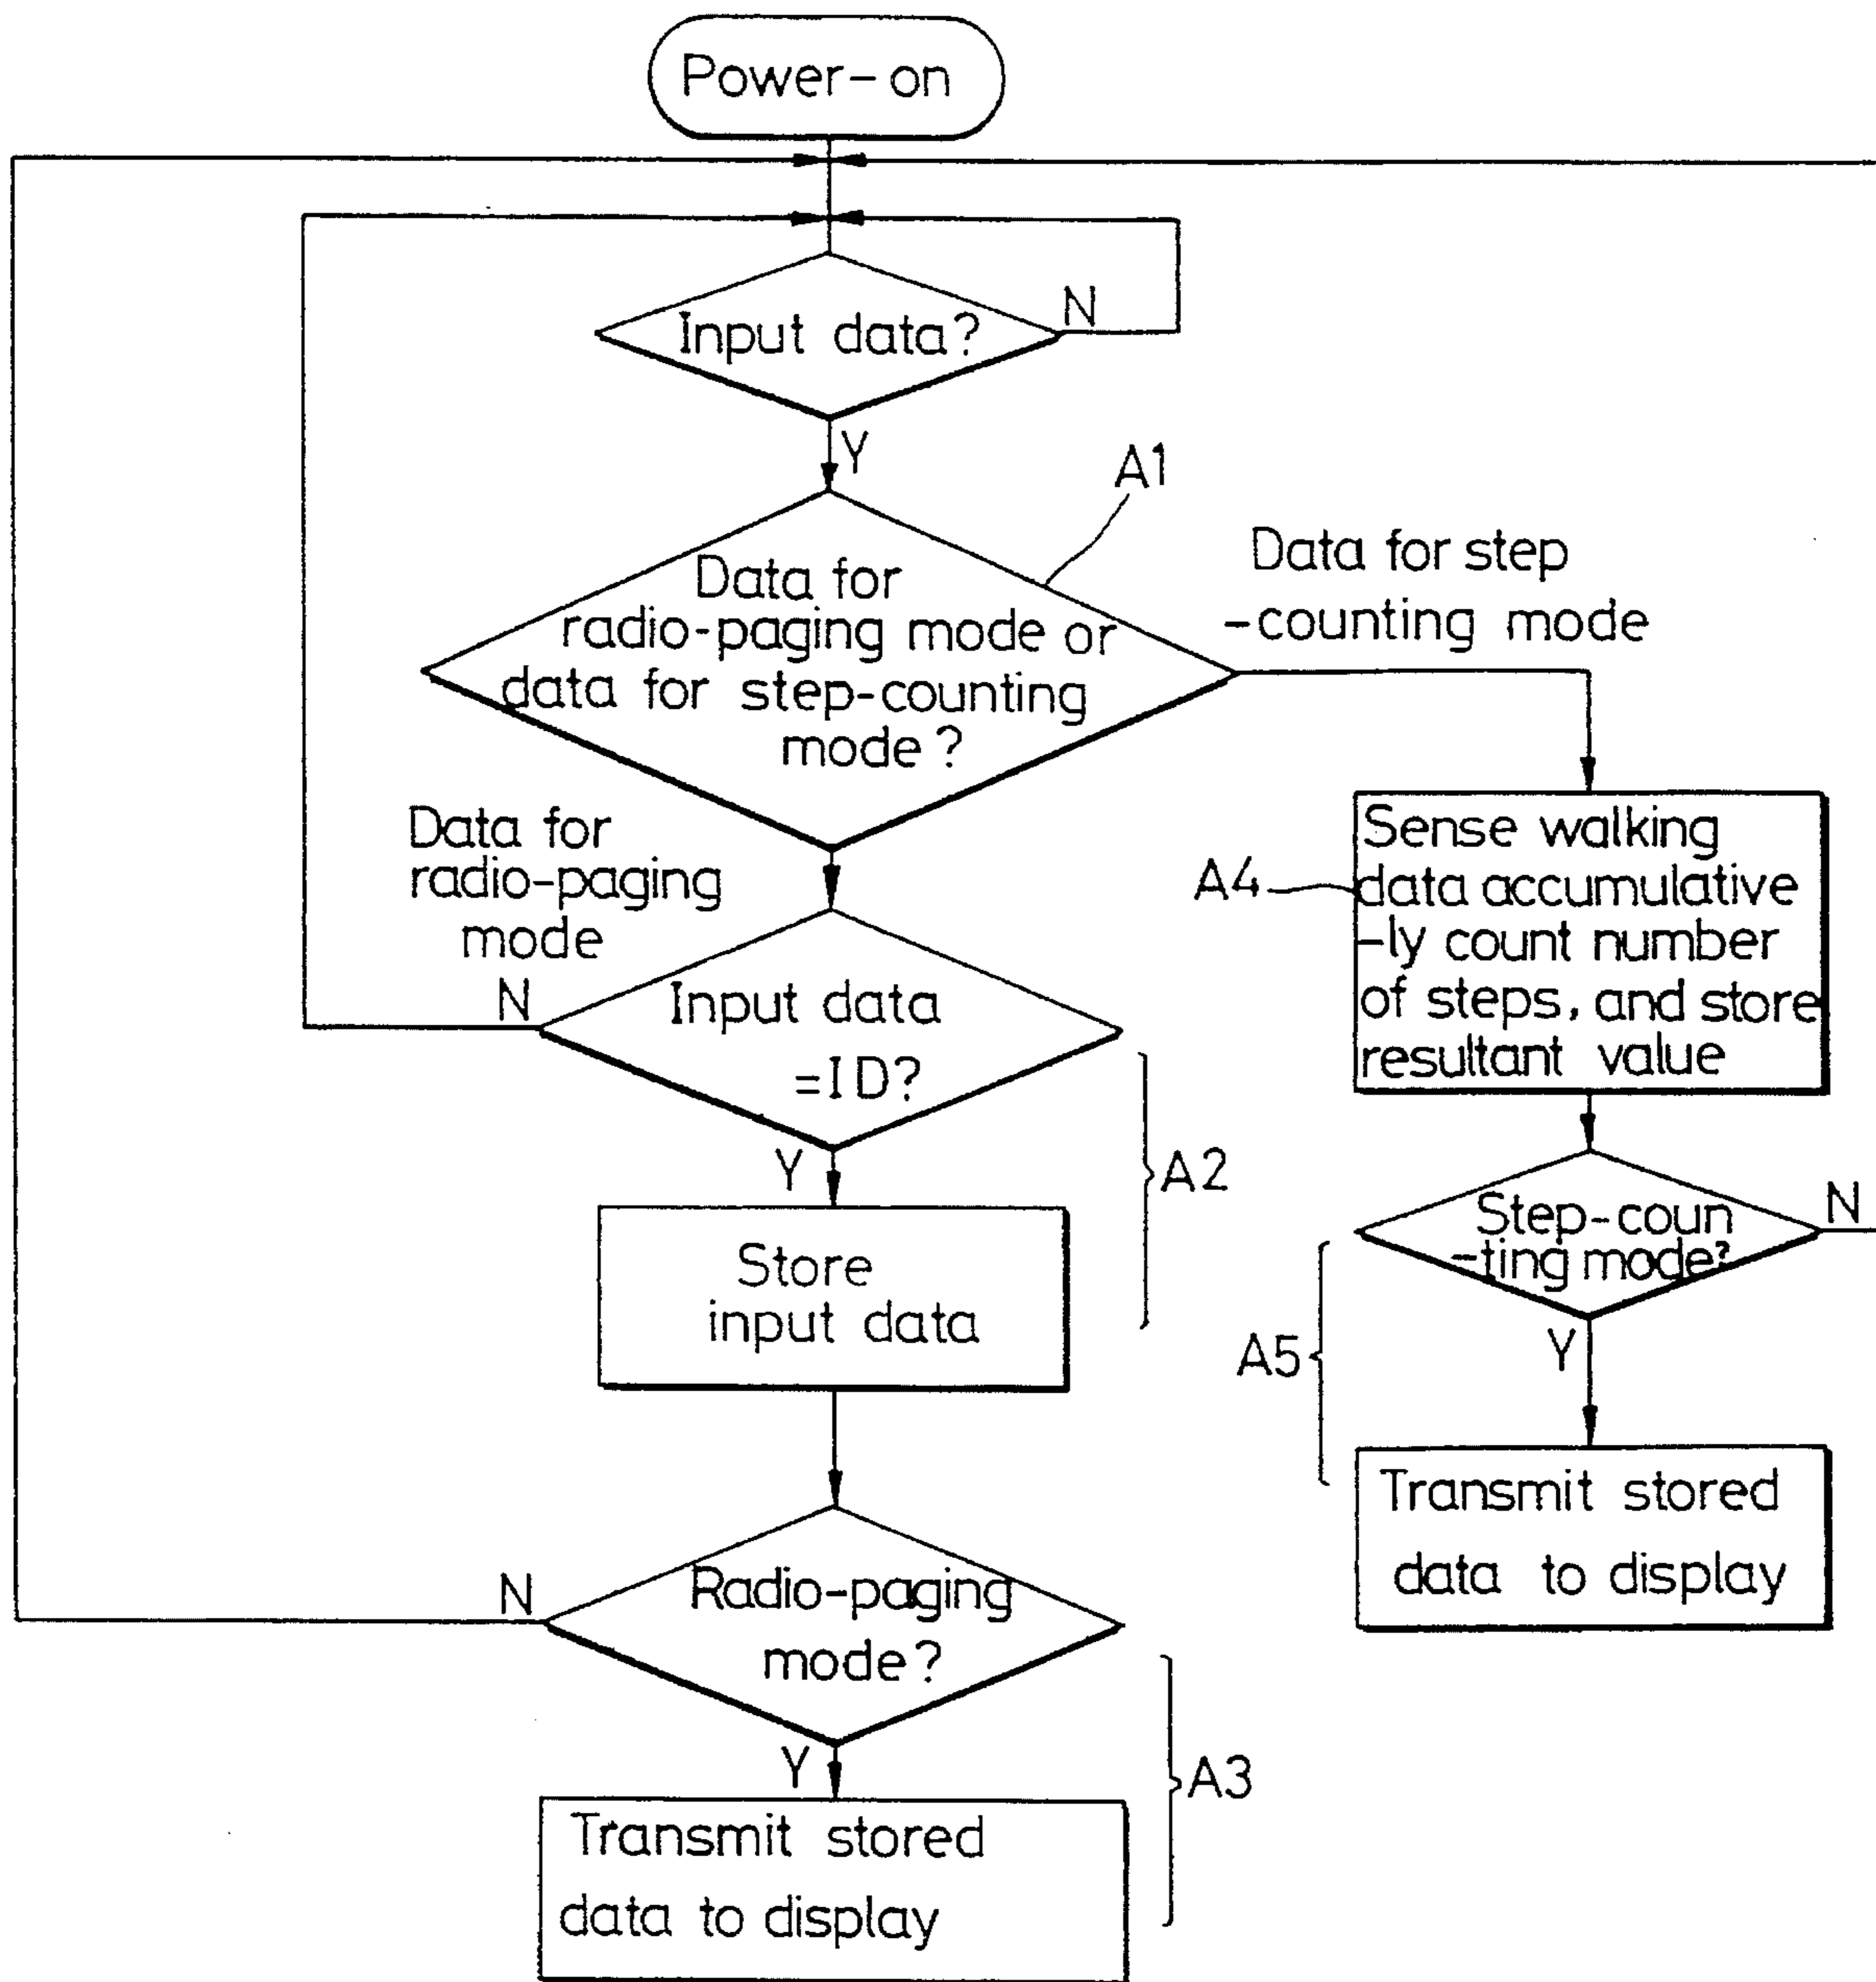 Power-on
Input data?
N
Y
A1
Data for
radio-paging mode or
data for step-counting
mode?
Data for step
-counting mode
Data for
radio-paging
mode
Sense walking
data accumulative
-ly count number
of steps, and store
resultant value
A4
N
Input data
=ID?
A2
Y
Store
input data
Step-coun
-ting mode?
N
A5
Y
Transmit stored
data to display
N
Radio-paging
mode?
Y
A3
Transmit stored
data to display